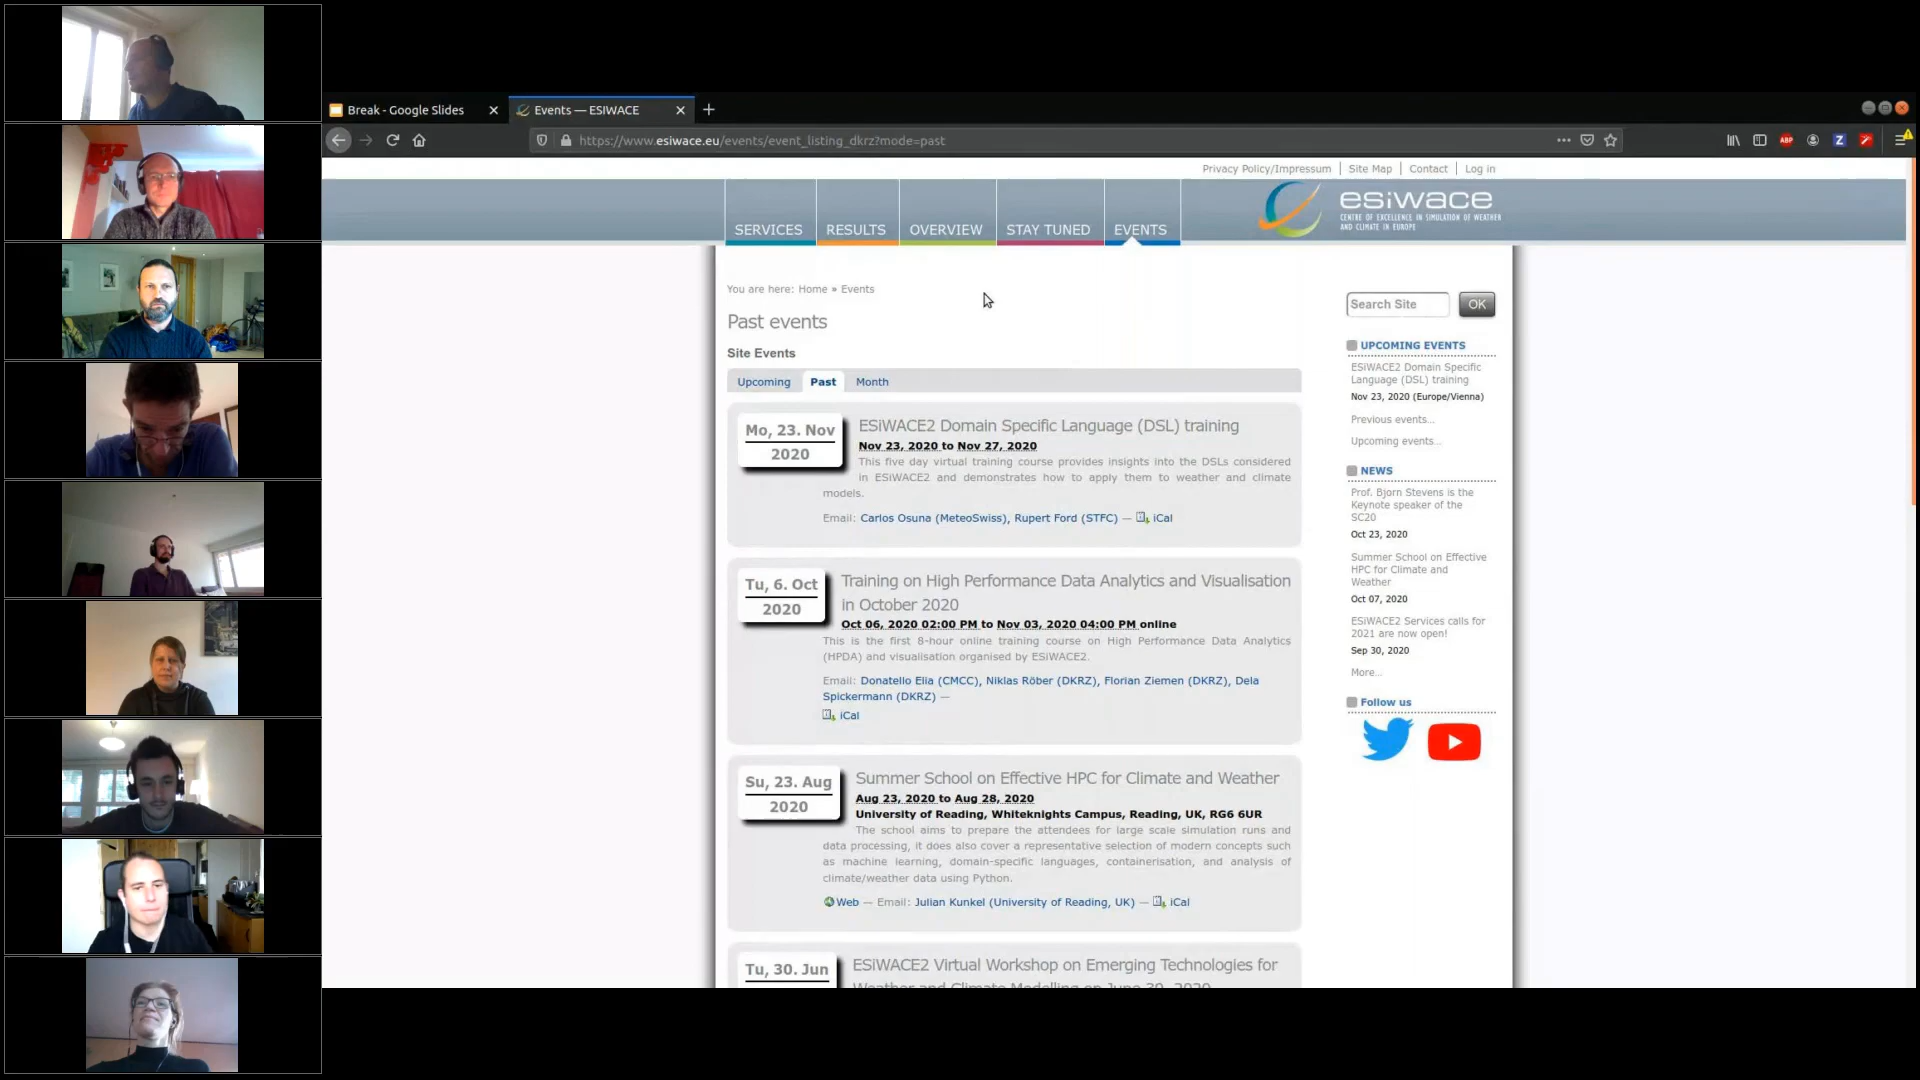 Break - Google Slides
Events — ESIWACE
https://www.esiwace.eu/events/event_listing_dkrz?mode=past
ABP
Z
Privacy Policy/Impressum | Site Map | Contact | Log in
SERVICES
RESULTS
OVERVIEW
STAY TUNED
EVENTS
esiwace
CENTRE OF EXCELLENCE IN SIMULATION OF WEATHER
AND CLIMATE IN EUROPE
You are here: Home » Events
Past events
Site Events
Upcoming
Past
Month
Mo, 23. Nov
2020
ESiWACE2 Domain Specific Language (DSL) training
Nov 23, 2020 to Nov 27, 2020
This five day virtual training course provides insights into the DSLs considered
in ESiWACE2 and demonstrates how to apply them to weather and climate
models.
Email: Carlos Osuna (MeteoSwiss), Rupert Ford (STFC) — iCal
Tu, 6. Oct
2020
Training on High Performance Data Analytics and Visualisation
in October 2020
Oct 06, 2020 02:00 PM to Nov 03, 2020 04:00 PM online
This is the first 8-hour online training course on High Performance Data Analytics
(HPDA) and visualisation organised by ESiWACE2.
Email: Donatello Elia (CMCC), Niklas Röber (DKRZ), Florian Ziemen (DKRZ), Dela
Spickermann (DKRZ) —
iCal
Su, 23. Aug
2020
Summer School on Effective HPC for Climate and Weather
Aug 23, 2020 to Aug 28, 2020
University of Reading, Whiteknights Campus, Reading, UK, RG6 6UR
The school aims to prepare the attendees for large scale simulation runs and
data processing, it does also cover a representative selection of modern concepts such
as machine learning, domain-specific languages, containerisation, and analysis of
climate/weather data using Python.
Web — Email: Julian Kunkel (University of Reading, UK) — iCal
Tu, 30. Jun
ESiWACE2 Virtual Workshop on Emerging Technologies for
Weather and Climate Modelling on June 30, 2020
Search Site
OK
UPCOMING EVENTS
ESiWACE2 Domain Specific
Language (DSL) training
Nov 23, 2020 (Europe/Vienna)
Previous events...
Upcoming events...
NEWS
Prof. Bjorn Stevens is the
Keynote speaker of the
SC20
Oct 23, 2020
Summer School on Effective
HPC for Climate and
Weather
Oct 07, 2020
ESiWACE2 Services calls for
2021 are now open!
Sep 30, 2020
More...
Follow us